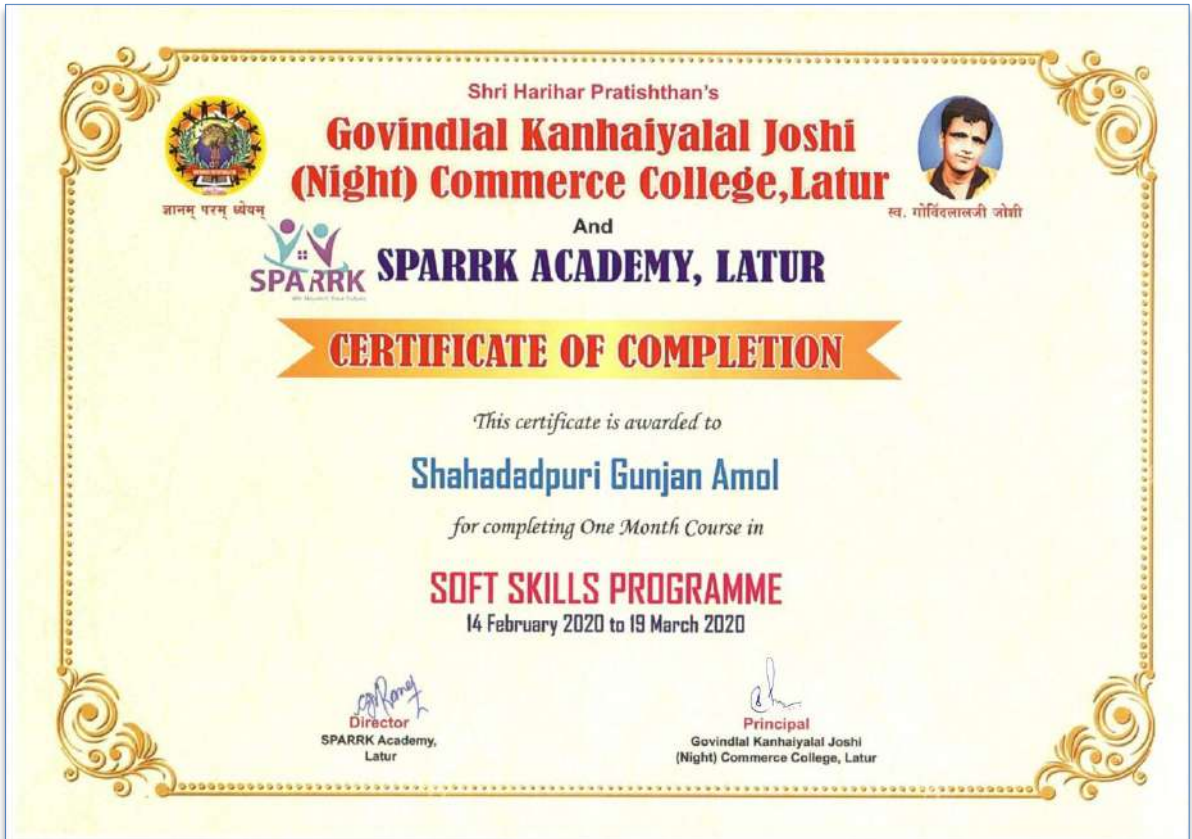 Shri Harihar Pratishthan's
Govindlal Kanhaiyalal Joshi
(Night) Commerce College,Latur
ज्ञानम् परम् ध्येयम्
स्व. गोविंदलालजी जोशी
And
SPARRK
SPARRK ACADEMY, LATUR
CERTIFICATE OF COMPLETION
This certificate is awarded to
Shahadadpuri Gunjan Amol
for completing One Month Course in
SOFT SKILLS PROGRAMME
14 February 2020 to 19 March 2020
Director
SPARRK Academy,
Latur
Principal
Govindlal Kanhaiyalal Joshi
(Night) Commerce College, Latur